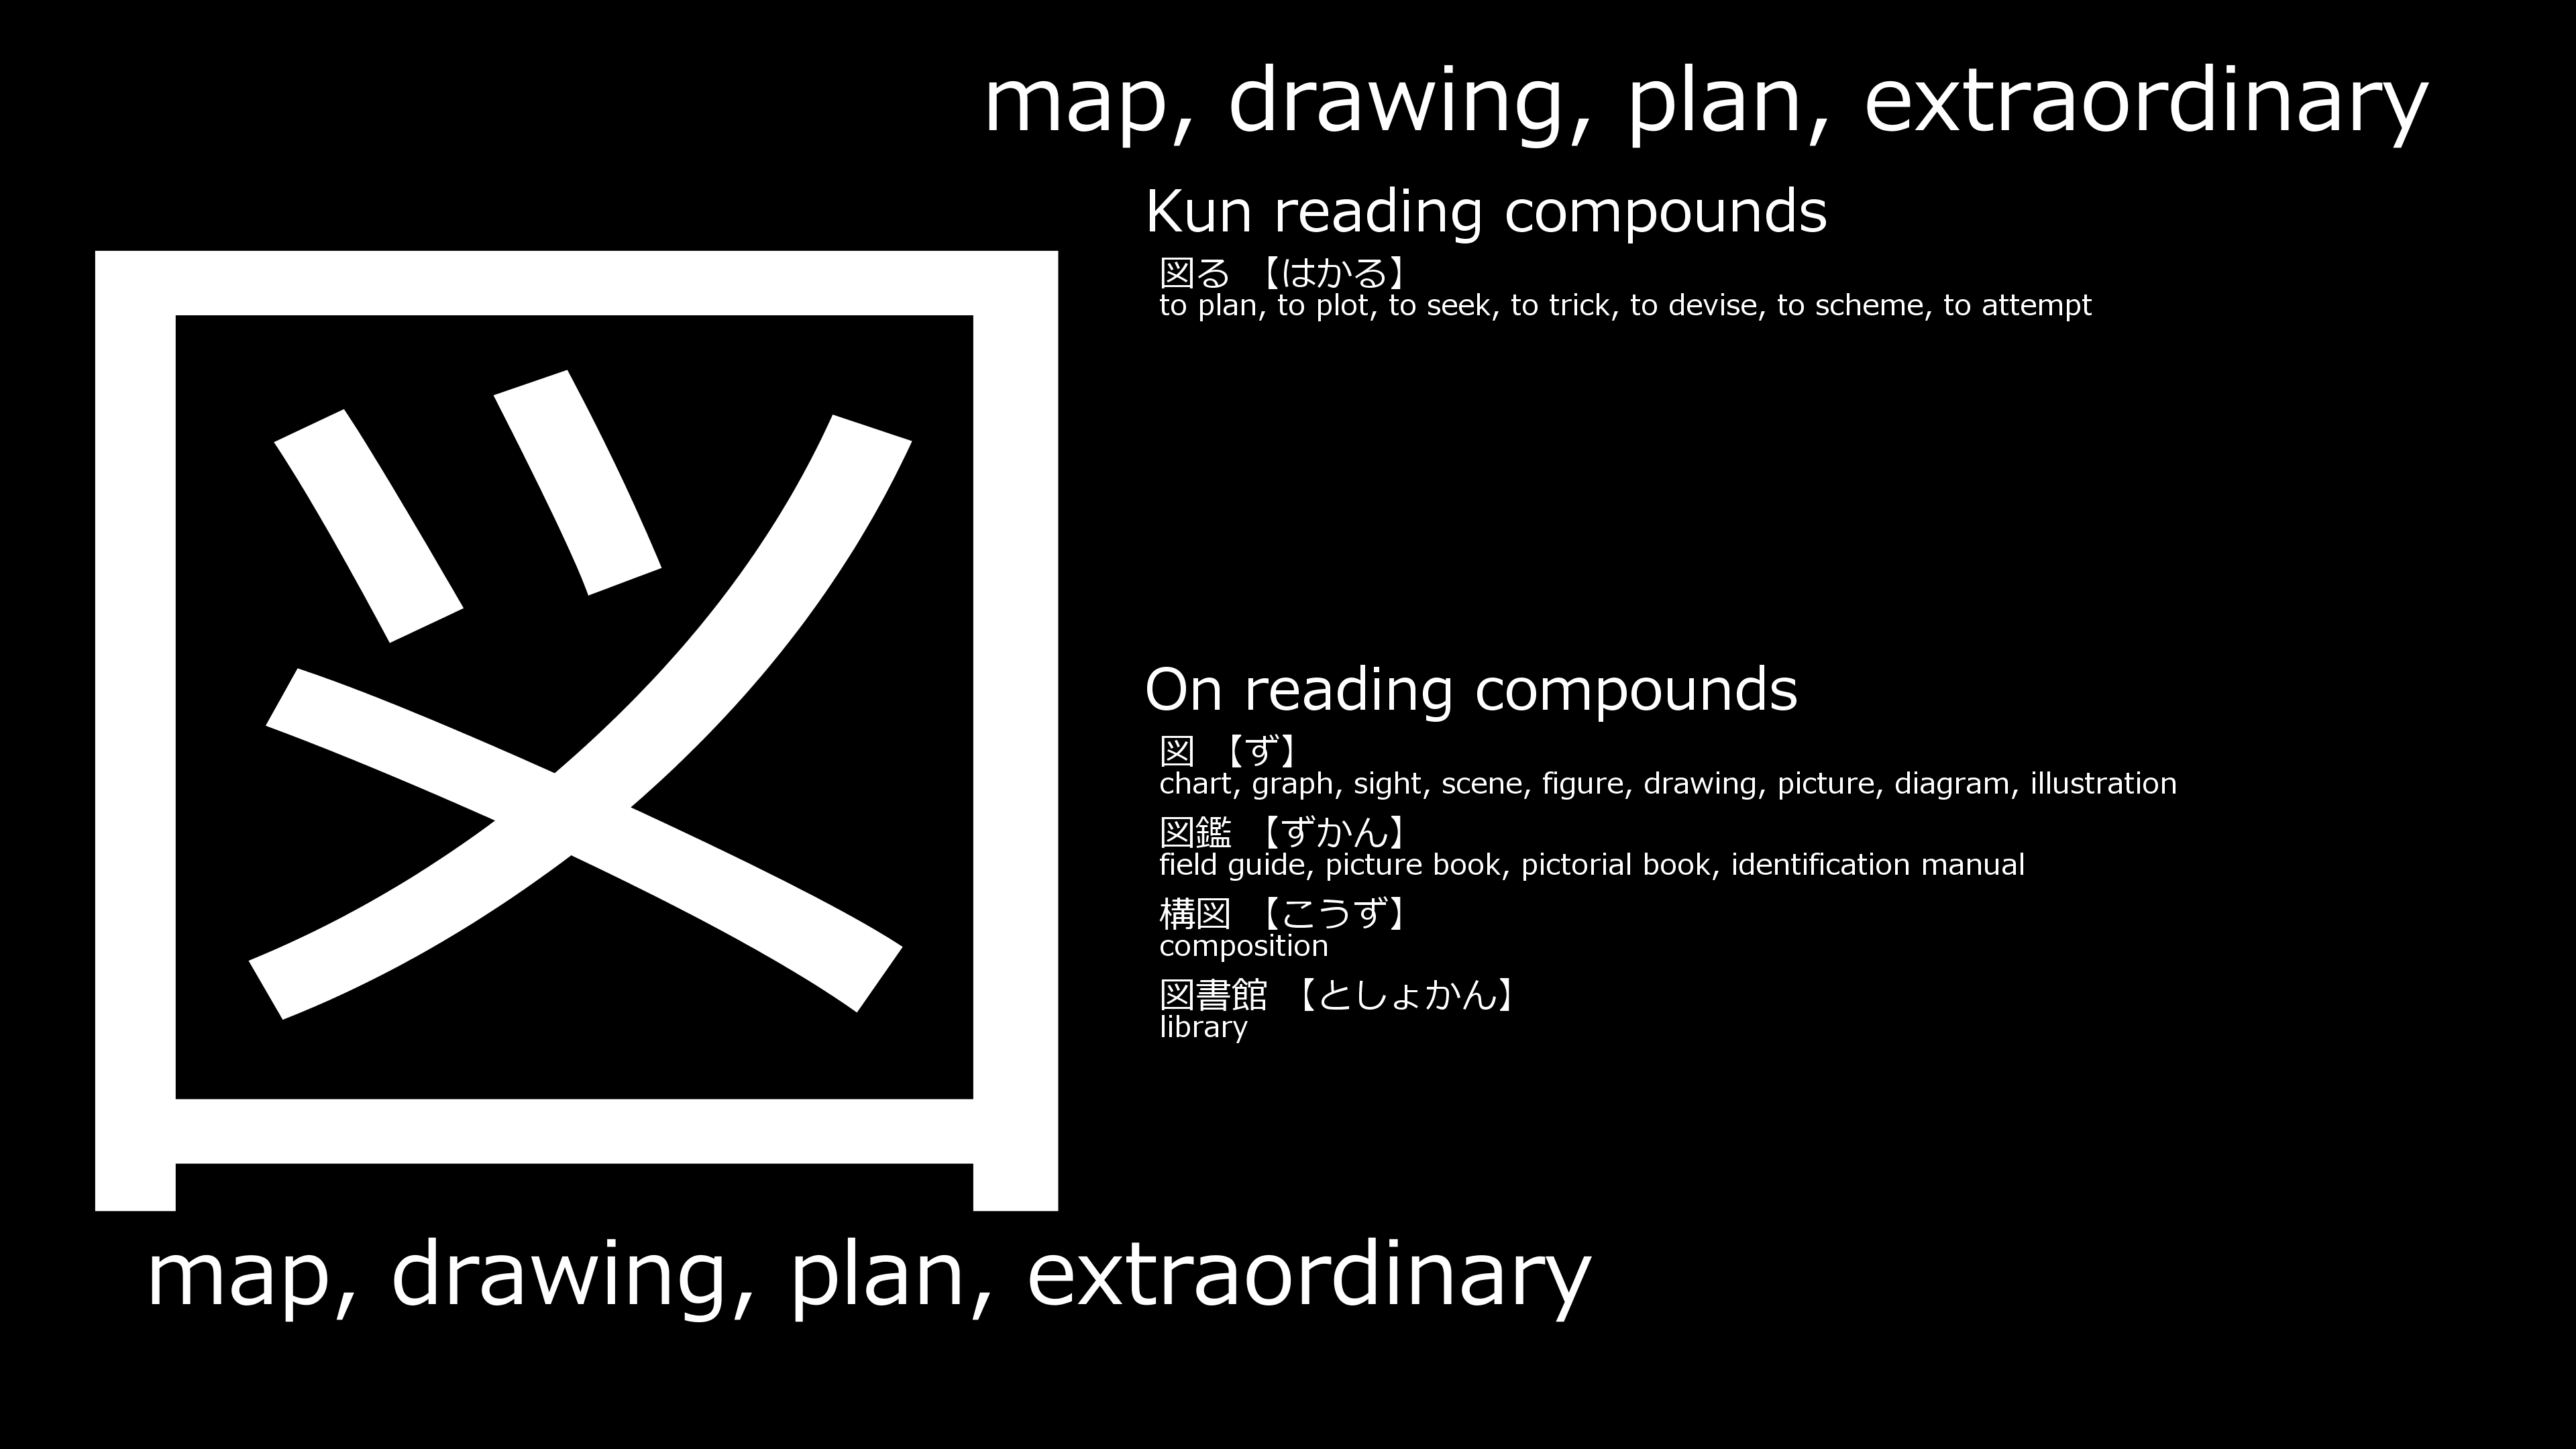 map, drawing, plan, extraordinary
Kun reading compounds
図る 【はかる】
to plan, to plot, to seek, to trick, to devise, to scheme, to attempt
図
On reading compounds
図 【ず】
chart, graph, sight, scene, figure, drawing, picture, diagram, illustration
図鑑 【ずかん】
field guide, picture book, pictorial book, identification manual
構図 【こうず】
composition
図書館 【としょかん】
library
map, drawing, plan, extraordinary